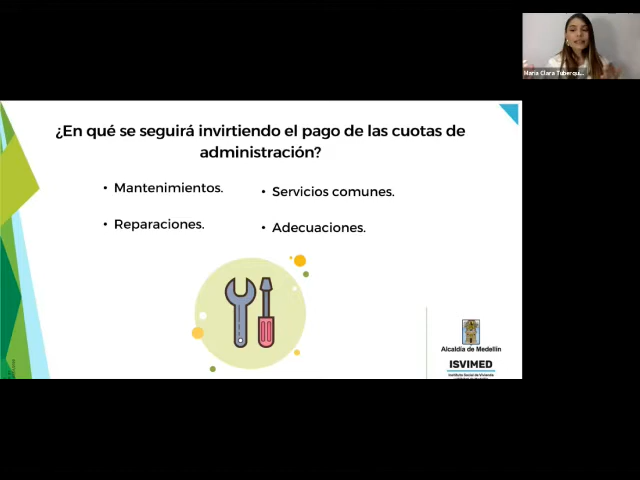 Maria Clara Tuberqui...
¿En qué se seguirá invirtiendo el pago de las cuotas de
administración?
• Mantenimientos.
• Servicios comunes.
• Reparaciones.
• Adecuaciones.
Alcaldía de Medellín
ISVIMED
Instituto Social de Vivienda